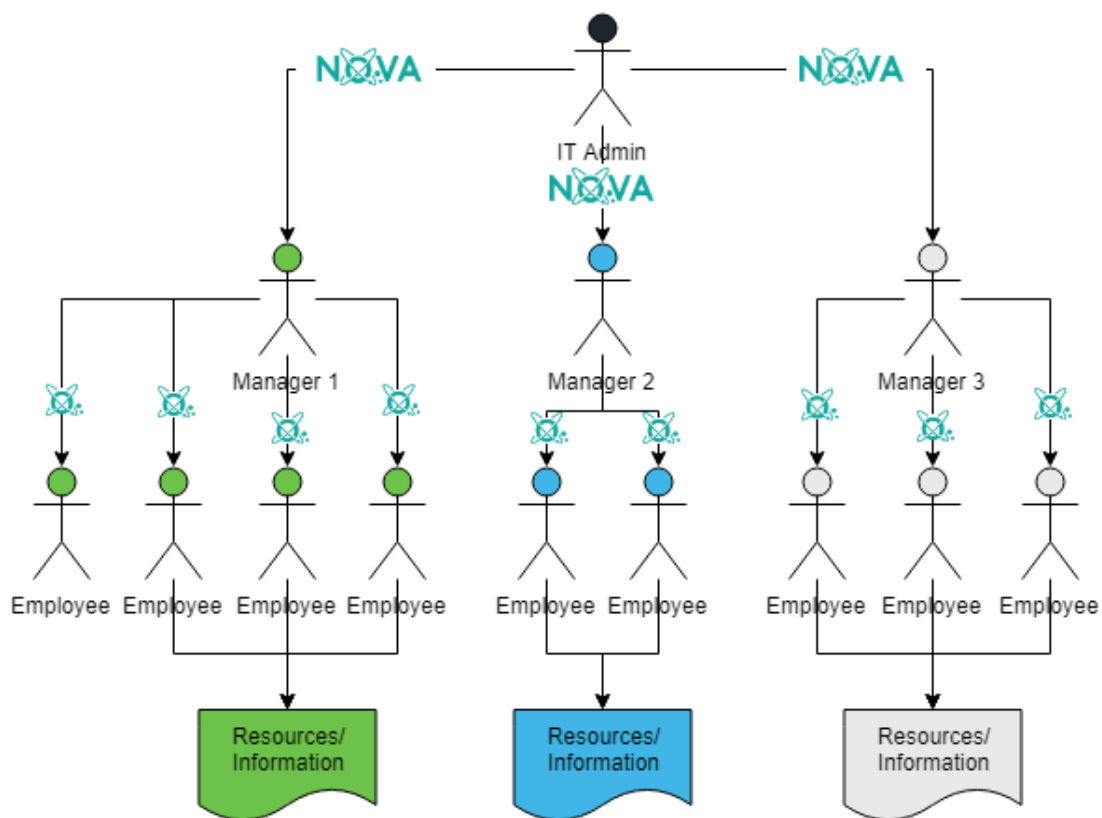 NOVA
NOVA
IT Admin
NOVA
Manager 1
Manager 2
Manager 3
Employee
Employee
Employee
Employee
Employee
Employee
Employee
Employee
Employee
Resources/
Information
Resources/
Information
Resources/
Information